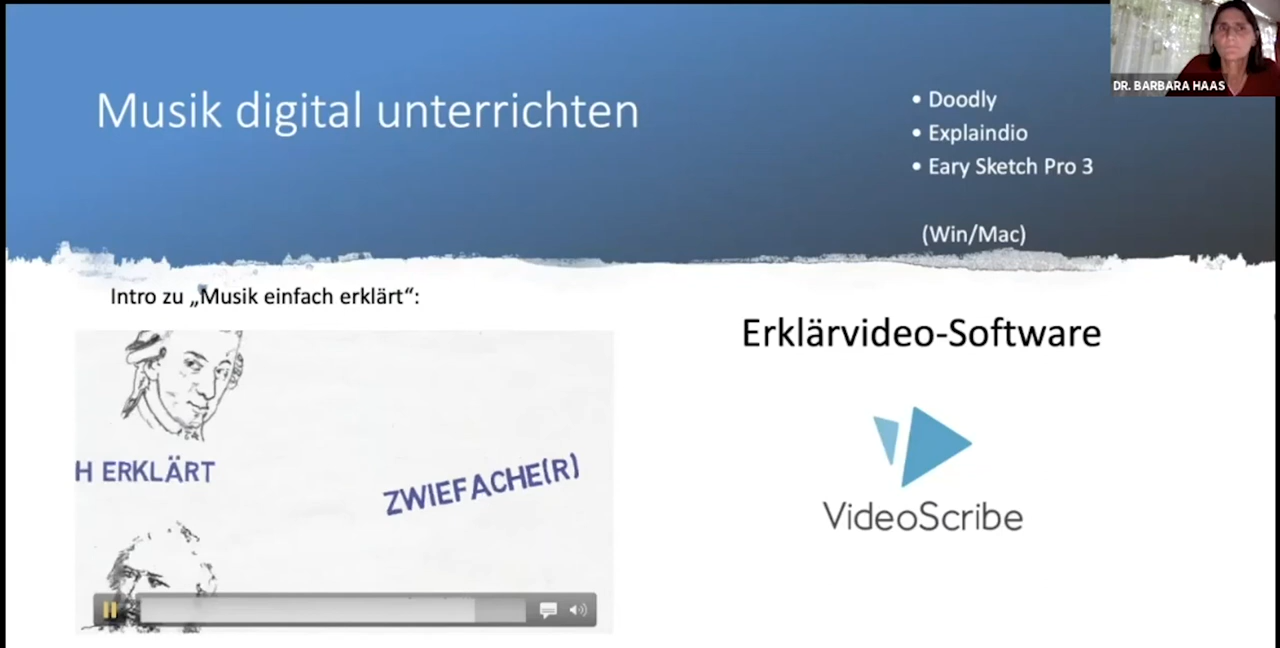 Musik digital unterrichten
• Doodly
• Explaindio
• Eary Sketch Pro 3
(Win/Mac)
DR. BARBARA HAAS
Intro zu „Musik einfach erklärt“:
H ERKLÄRT
ZWIEFACHE(R)
Erklärvideo-Software
VideoScribe